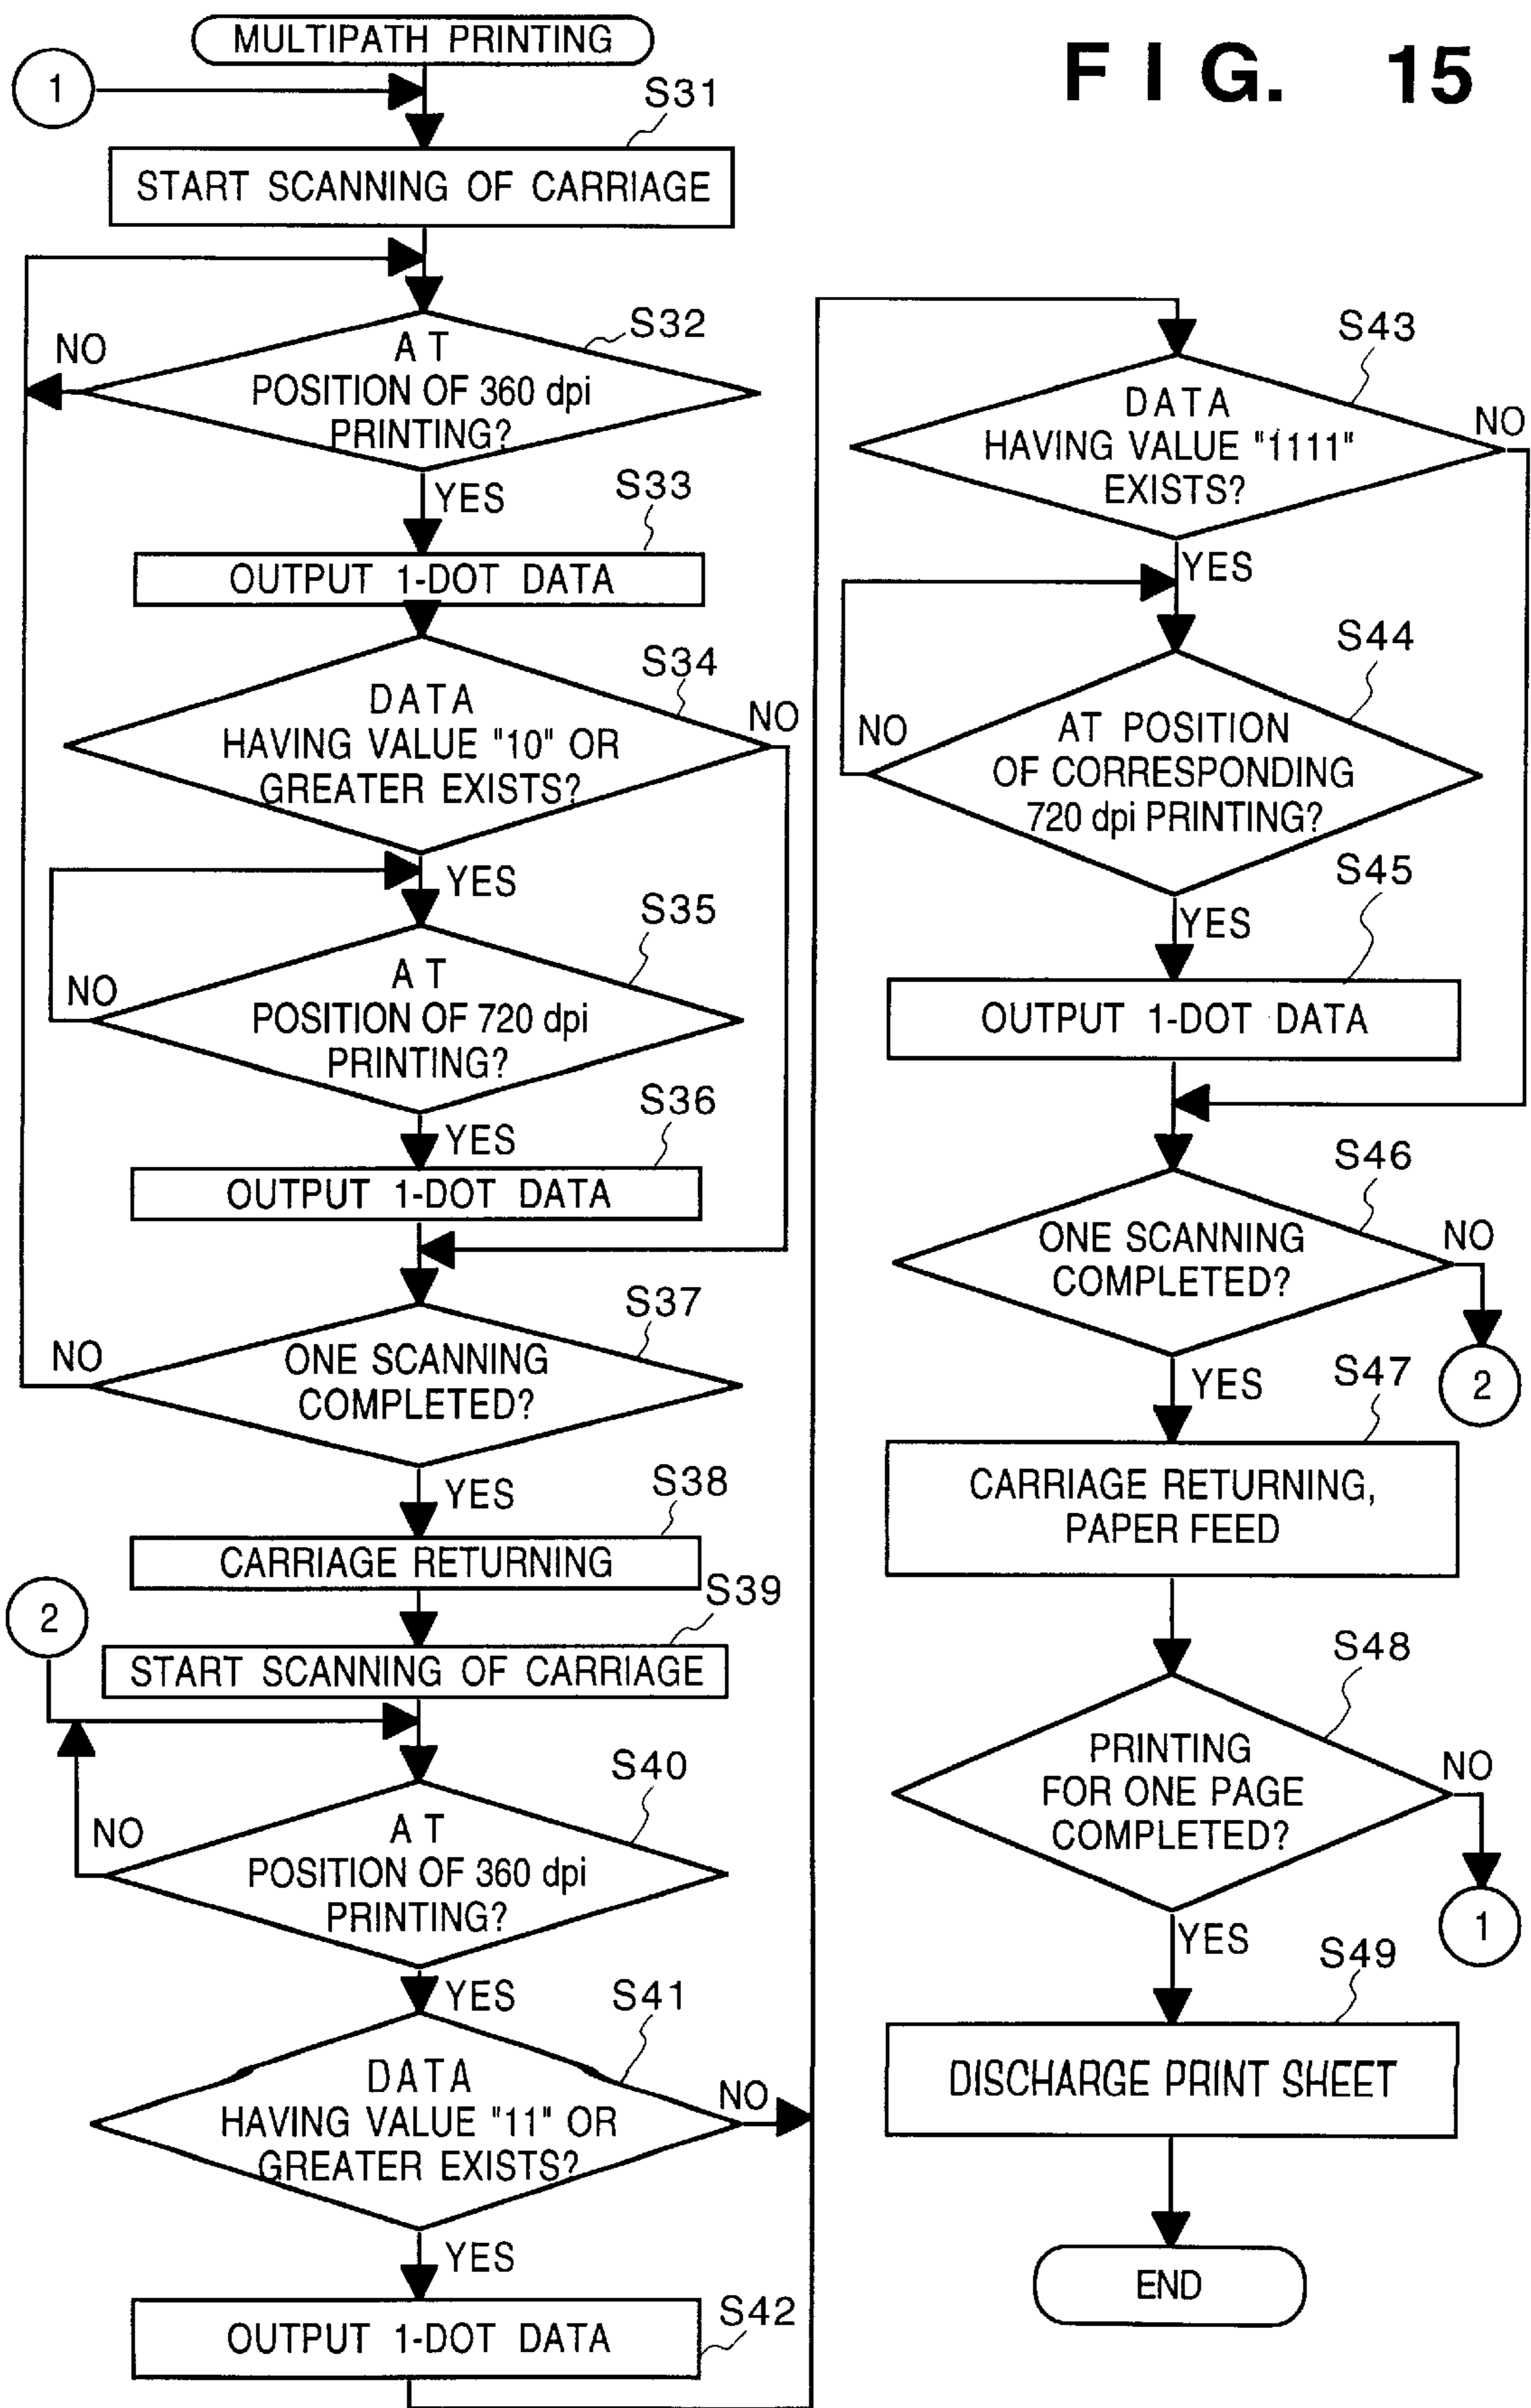 FIG. 15
MULTIPATH PRINTING
1
S31
START SCANNING OF CARRIAGE
S32
NO
AT
POSITION OF 360 dpi
PRINTING?
YES
S33
OUTPUT 1-DOT DATA
S34
DATA
HAVING VALUE "10" OR
GREATER EXISTS?
NO
YES
S35
AT
POSITION OF 720 dpi
PRINTING?
NO
YES
S36
OUTPUT 1-DOT DATA
S37
NO
ONE SCANNING
COMPLETED?
YES
S38
CARRIAGE RETURNING
S39
2
START SCANNING OF CARRIAGE
S40
NO
AT
POSITION OF 360 dpi
PRINTING?
YES
S41
DATA
HAVING VALUE "11" OR
GREATER EXISTS?
NO
YES
S42
OUTPUT 1-DOT DATA
S43
DATA
HAVING VALUE "1111"
EXISTS?
NO
YES
S44
NO
AT POSITION
OF CORRESPONDING
720 dpi PRINTING?
S45
YES
OUTPUT 1-DOT DATA
S46
ONE SCANNING
COMPLETED?
NO
2
YES
S47
CARRIAGE RETURNING,
PAPER FEED
S48
PRINTING
FOR ONE PAGE
COMPLETED?
NO
1
YES
S49
DISCHARGE PRINT SHEET
END